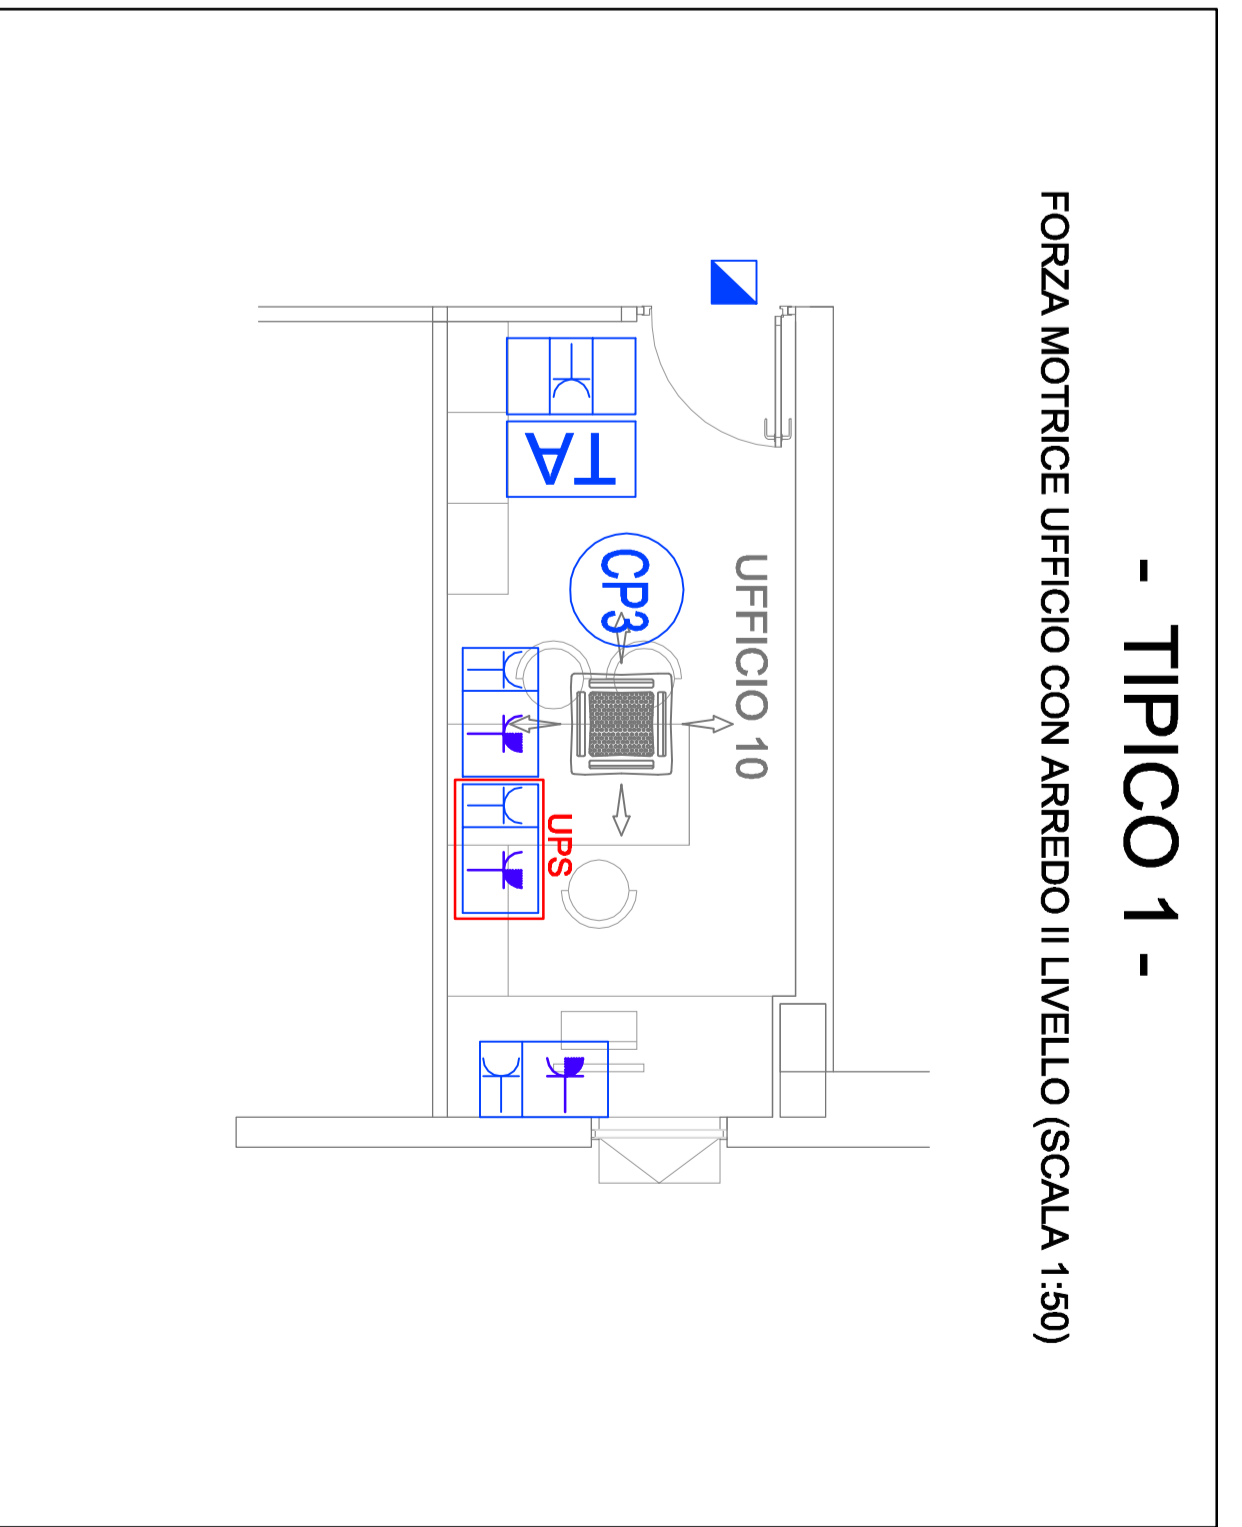 - TIPICO 1 -
FORZA MOTRICE UFFICIO CON ARREDO II LIVELLO (SCALA 1:50)
UFFICIO 10
TA
CP3
UPS